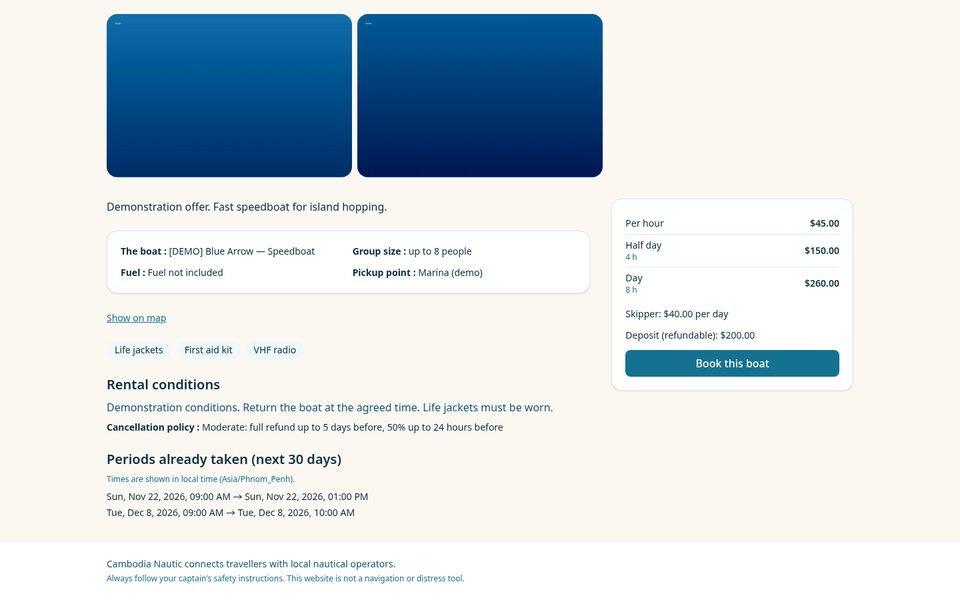 Demonstration offer. Fast speedboat for island hopping.
The boat : [DEMO] Blue Arrow — Speedboat
Group size : up to 8 people
Fuel : Fuel not included
Pickup point : Marina (demo)
Show on map
Life jackets
First aid kit
VHF radio
Rental conditions
Demonstration conditions. Return the boat at the agreed time. Life jackets must be worn.
Cancellation policy : Moderate: full refund up to 5 days before, 50% up to 24 hours before
Periods already taken (next 30 days)
Times are shown in local time (Asia/Phnom_Penh).
Sun, Nov 22, 2026, 09:00 AM → Sun, Nov 22, 2026, 01:00 PM
Tue, Dec 8, 2026, 09:00 AM → Tue, Dec 8, 2026, 10:00 AM
Per hour $45.00
Half day $150.00
4 h
Day $260.00
8 h
Skipper: $40.00 per day
Deposit (refundable): $200.00
Book this boat
Cambodia Nautic connects travellers with local nautical operators.
Always follow your captain's safety instructions. This website is not a navigation or distress tool.